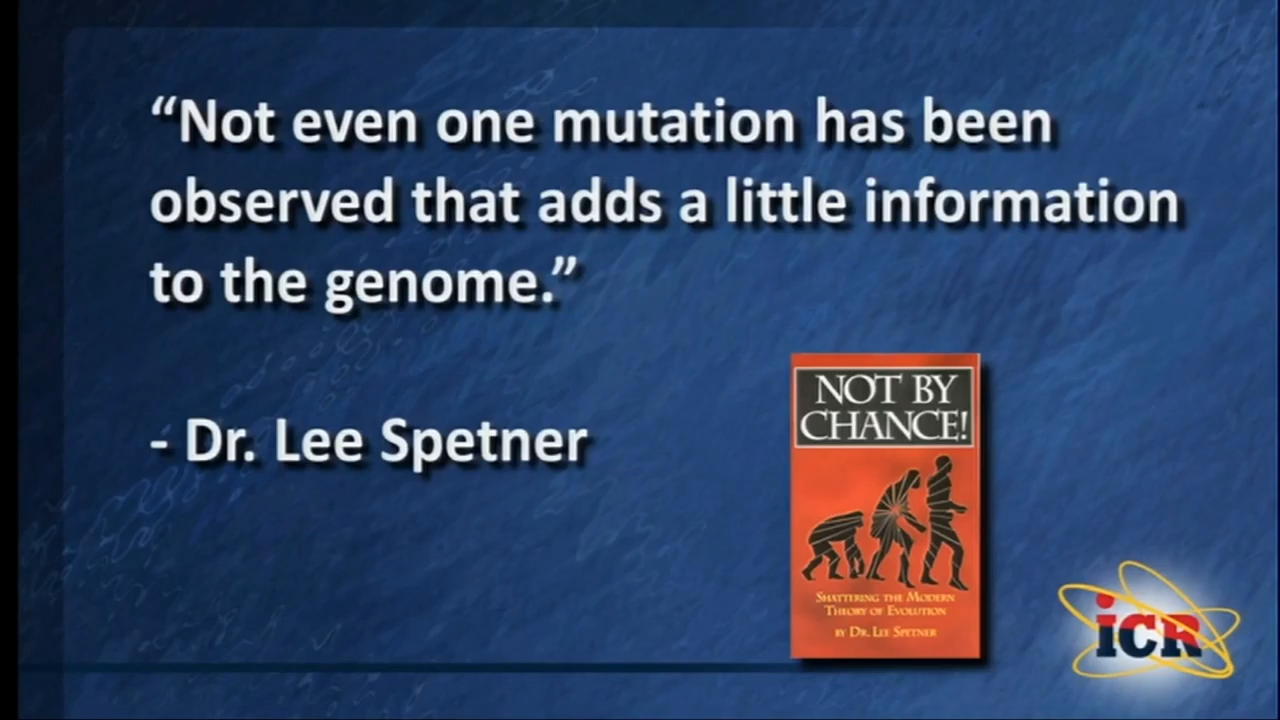 “Not even one mutation has been
observed that adds a little information
to the genome.”
- Dr. Lee Spetner
NOT BY
CHANCE!
SHATTERING THE MODERN
THEORY OF EVOLUTION
BY DR. LEE SPETNER
iCR